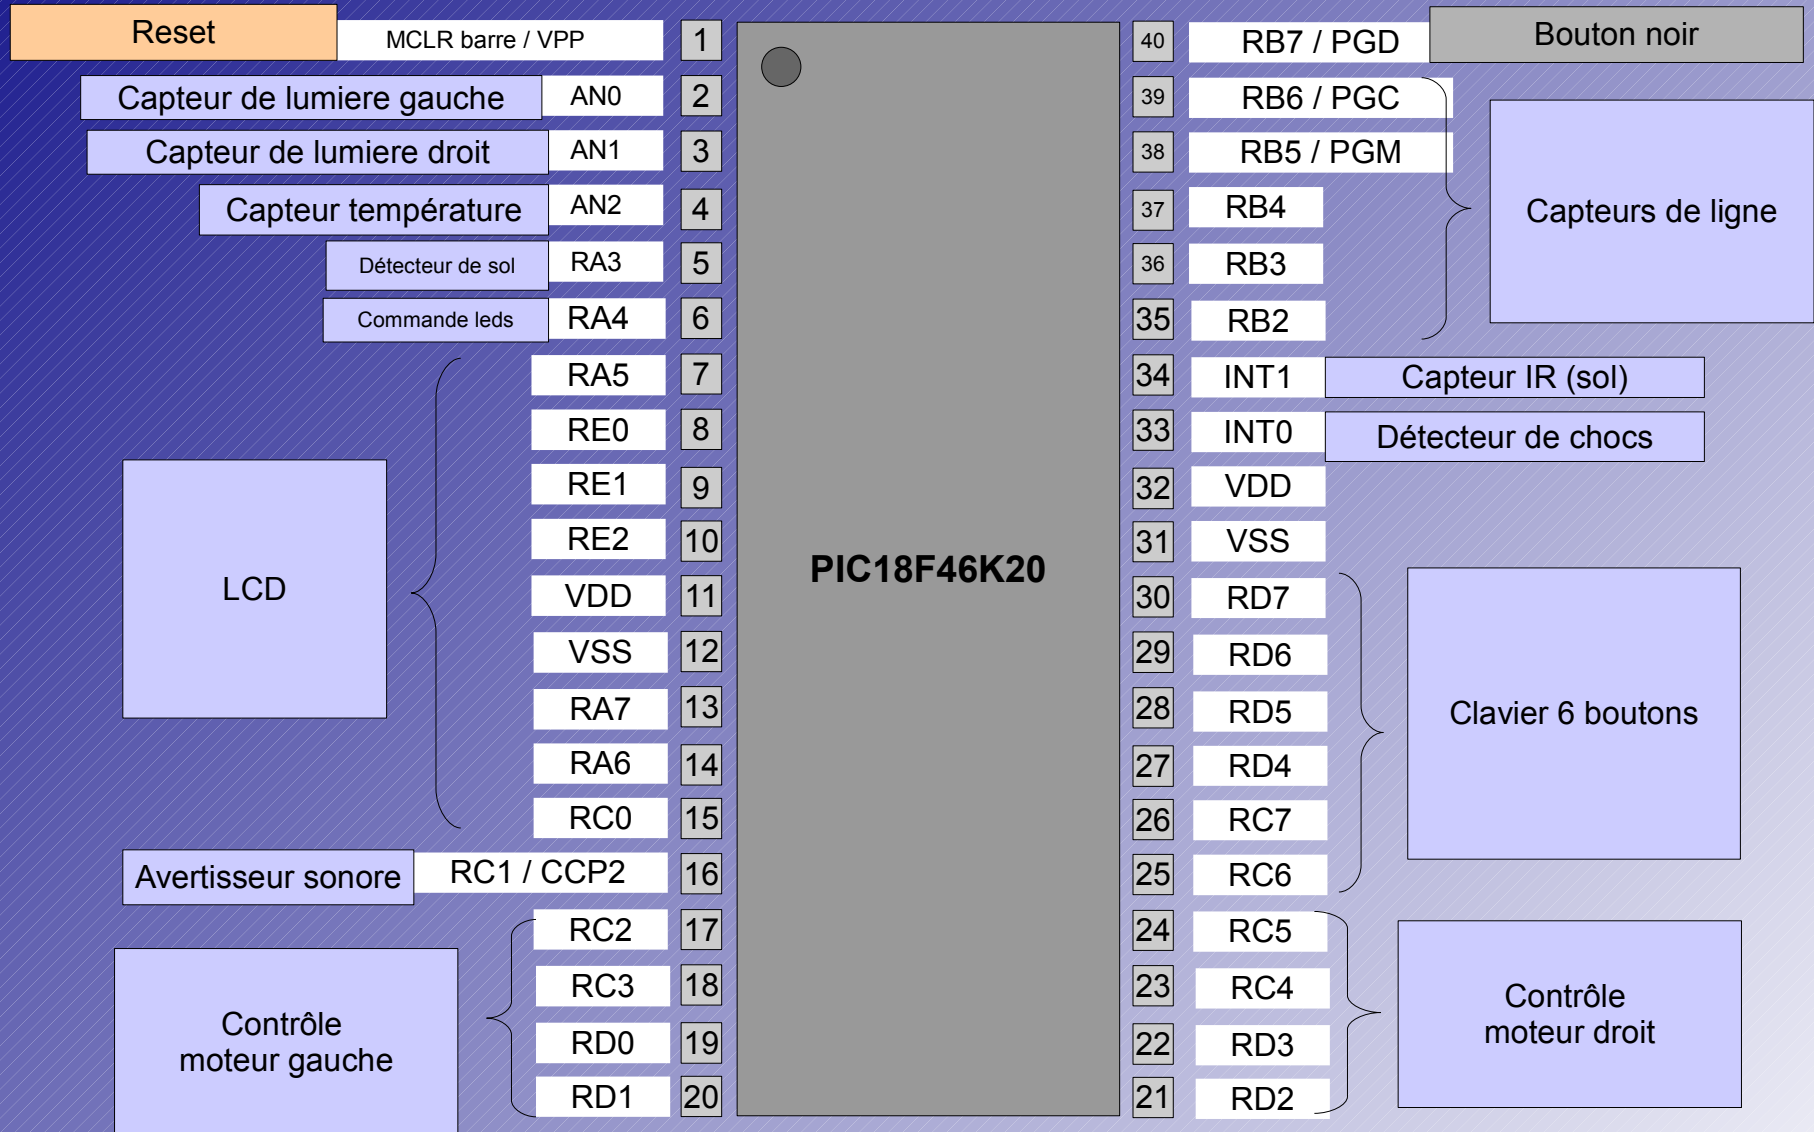 Reset
MCLR barre / VPP
1
Capteur de lumiere gauche
AN0
2
Capteur de lumiere droit
AN1
3
Capteur température
AN2
4
Détecteur de sol
RA3
5
Commande leds
RA4
6
LCD
RA5
7
RE0
8
RE1
9
RE2
10
VDD
11
VSS
12
RA7
13
RA6
14
RC0
15
Avertisseur sonore
RC1 / CCP2
16
Contrôle
moteur gauche
RC2
17
RC3
18
RD0
19
RD1
20
PIC18F46K20
40
RB7 / PGD
Bouton noir
39
RB6 / PGC
38
RB5 / PGM
37
RB4
36
RB3
35
RB2
Capteurs de ligne
34
INT1
Capteur IR (sol)
33
INT0
Détecteur de chocs
32
VDD
31
VSS
30
RD7
29
RD6
28
RD5
27
RD4
26
RC7
25
RC6
Clavier 6 boutons
24
RC5
23
RC4
22
RD3
21
RD2
Contrôle
moteur droit